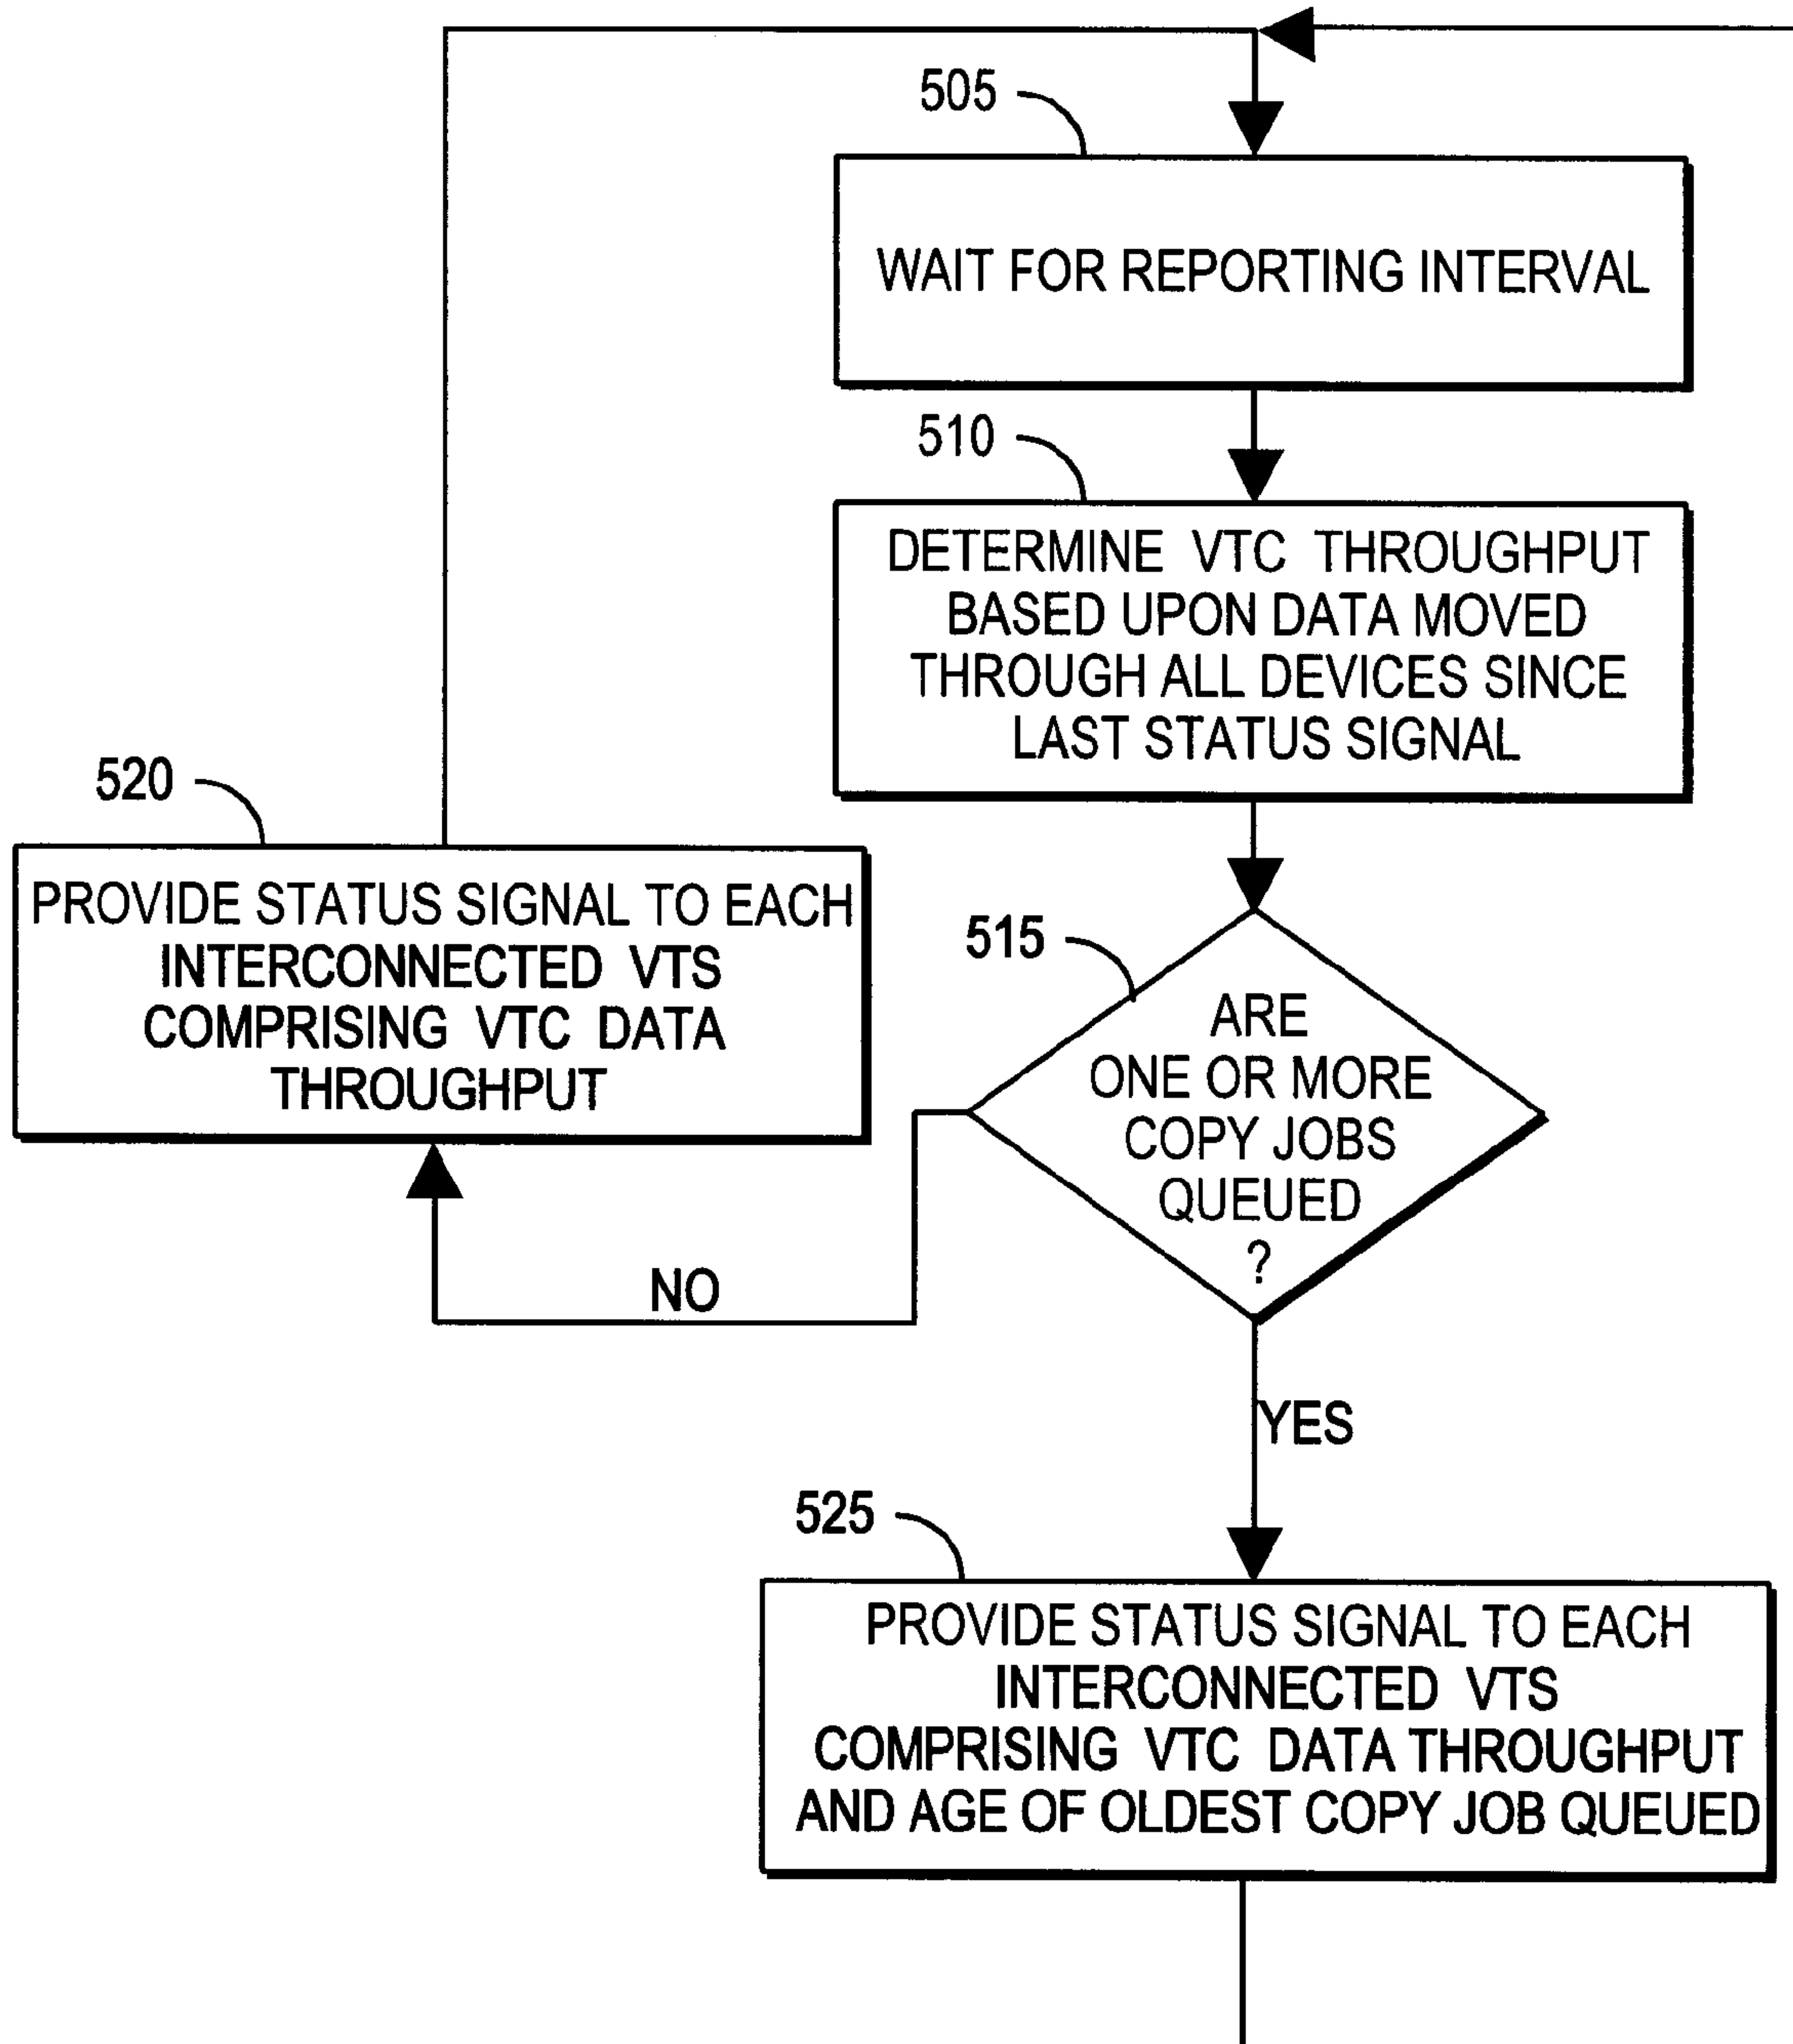 505
WAIT FOR REPORTING INTERVAL
510
DETERMINE VTC THROUGHPUT
BASED UPON DATA MOVED
THROUGH ALL DEVICES SINCE
LAST STATUS SIGNAL
520
PROVIDE STATUS SIGNAL TO EACH
INTERCONNECTED VTS
COMPRISING VTC DATA
THROUGHPUT
515
ARE
ONE OR MORE
COPY JOBS
QUEUED
?
NO
YES
525
PROVIDE STATUS SIGNAL TO EACH
INTERCONNECTED VTS
COMPRISING VTC DATA THROUGHPUT
AND AGE OF OLDEST COPY JOB QUEUED